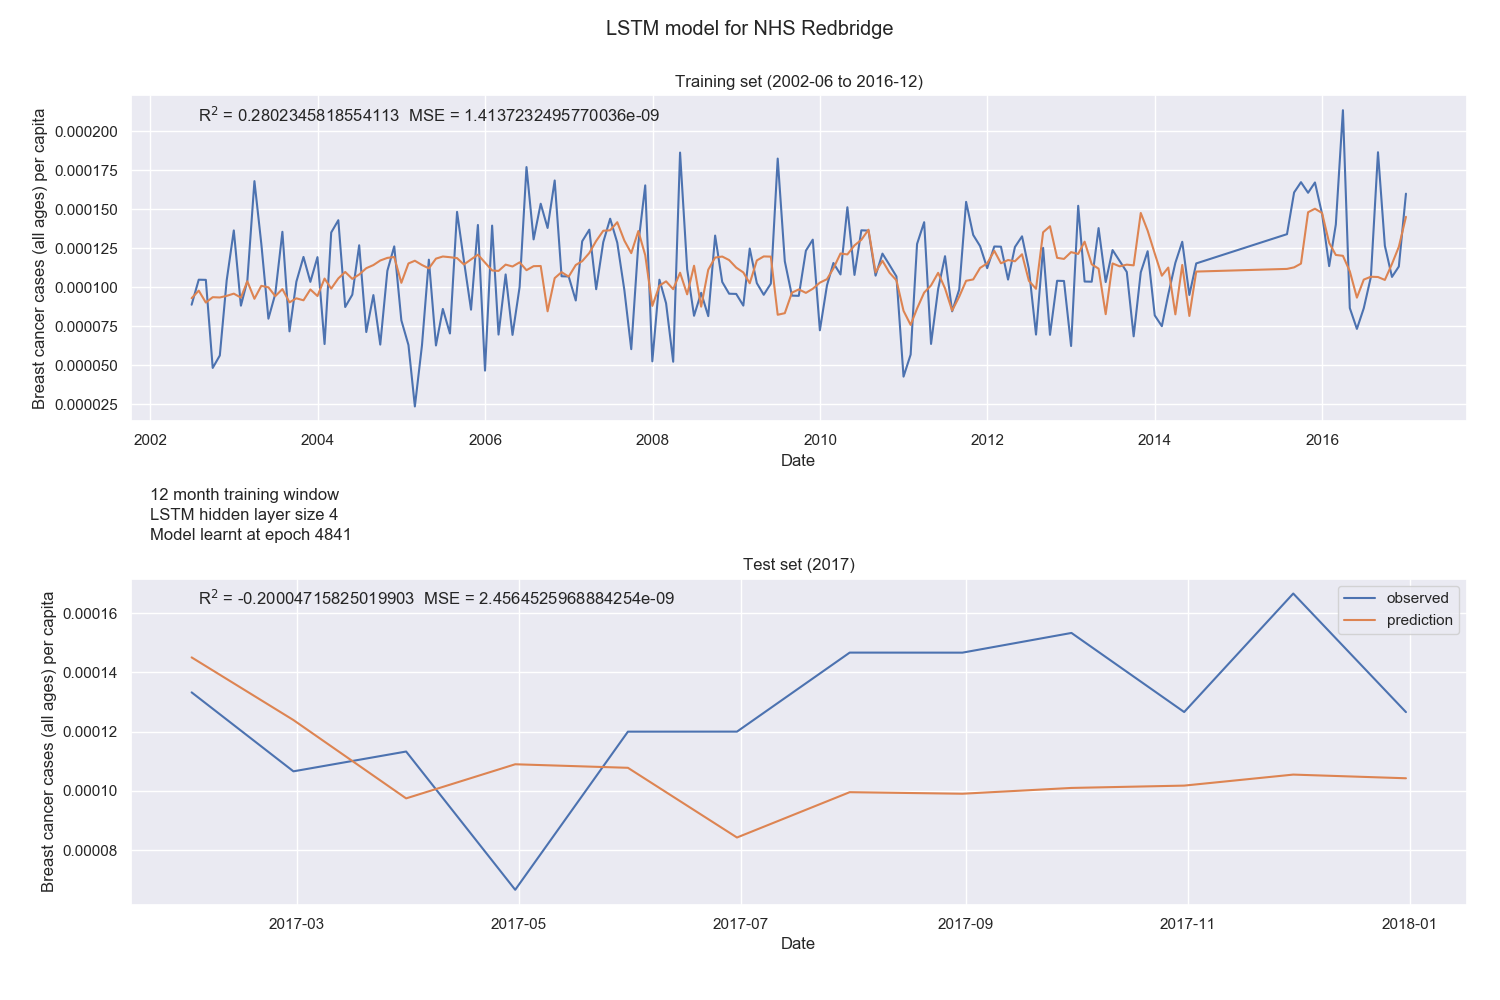 LSTM model for NHS Redbridge
Training set (2002-06 to 2016-12)
R² = 0.2802345818554113 MSE = 1.4137232495770036e-09
Breast cancer cases (all ages) per capita
0.000200
0.000175
0.000150
0.000125
0.000100
0.000075
0.000050
0.000025
2002 2004 2006 2008 2010 2012 2014 2016
Date
12 month training window
LSTM hidden layer size 4
Model learnt at epoch 4841
Test set (2017)
R² = -0.20004715825019903 MSE = 2.4564525968884254e-09
observed
prediction
Breast cancer cases (all ages) per capita
0.00016
0.00014
0.00012
0.00010
0.00008
2017-03 2017-05 2017-07 2017-09 2017-11 2018-01
Date